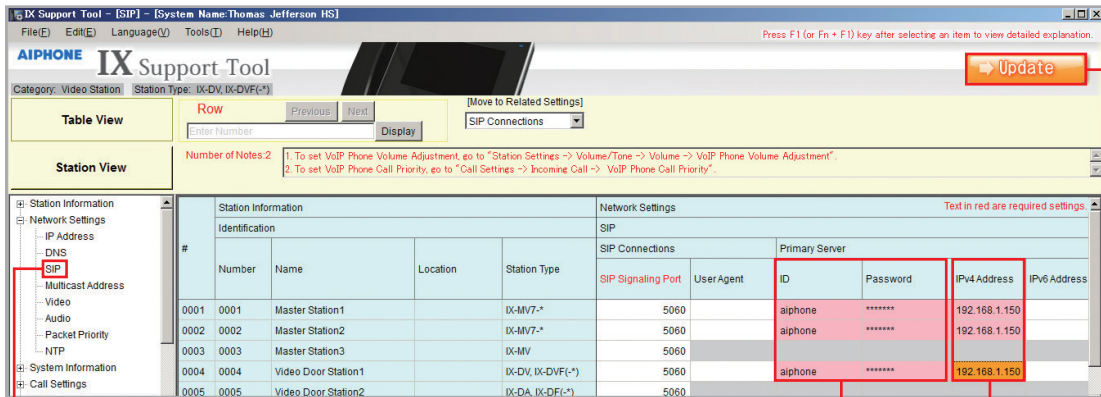 IX Support Tool - [SIP] - [System Name:Thomas Jefferson HS]
File(F) Edit(E) Language(V) Tools(T) Help(H)
Press F1 (or Fn + F1) key after selecting an item to view detailed explanation.
AIPHONE IX Support Tool
Update
Category: Video Station Station Type: IX-DV, IX-DVF(-*)
Table View
Row
Previous Next
[Move to Related Settings]
Enter Number Display
SIP Connections
Station View
Number of Notes:2
1. To set VoIP Phone Volume Adjustment, go to "Station Settings -> Volume/Tone -> Volume -> VoIP Phone Volume Adjustment".
2. To set VoIP Phone Call Priority, go to "Call Settings -> Incoming Call -> VoIP Phone Call Priority".
Station Information
Network Settings
IP Address
DNS
SIP
Multicast Address
Video
Audio
Packet Priority
NTP
System Information
Call Settings
# Station Information Network Settings Text in red are required settings.
Identification SIP
SIP Connections Primary Server
Number Name Location Station Type SIP Signaling Port User Agent ID Password IPv4 Address IPv6 Address
0001 0001 Master Station1 IX-MV7-* 5060 aiphone ******* 192.168.1.150
0002 0002 Master Station2 IX-MV7-* 5060 aiphone ******* 192.168.1.150
0003 0003 Master Station3 IX-MV 5060
0004 0004 Video Door Station1 IX-DV, IX-DVF(-*) 5060 aiphone ******* 192.168.1.150
0005 0005 Video Door Station2 IX-DA, IX-DF(-*) 5060